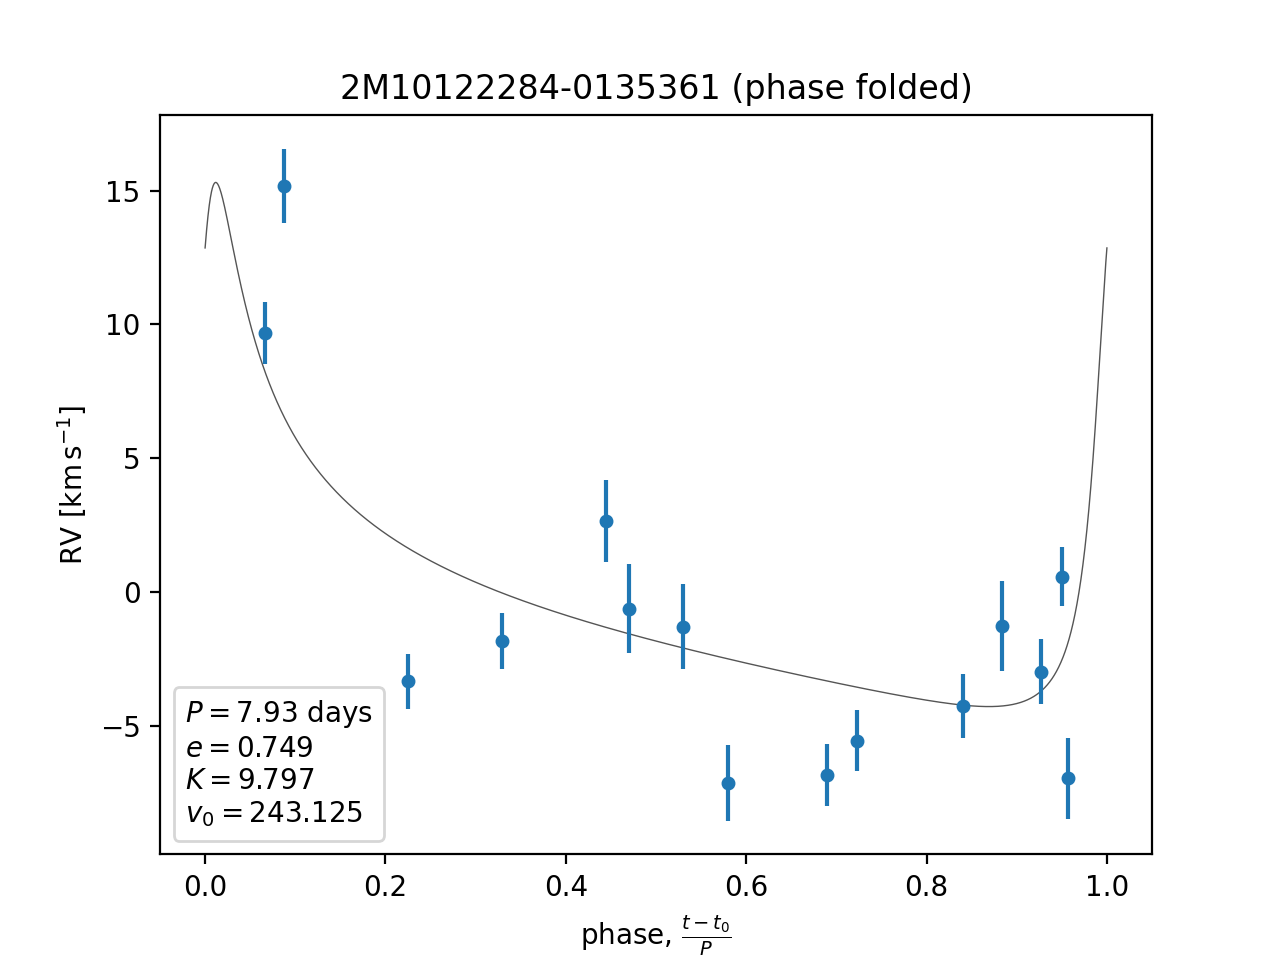 2M10122284-0135361 (phase folded)
15
10
5
0
−5
RV [km s⁻¹]
P = 7.93 days
e = 0.749
K = 9.797
v₀ = 243.125
0.0 0.2 0.4 0.6 0.8 1.0
phase, (t − t₀)/P